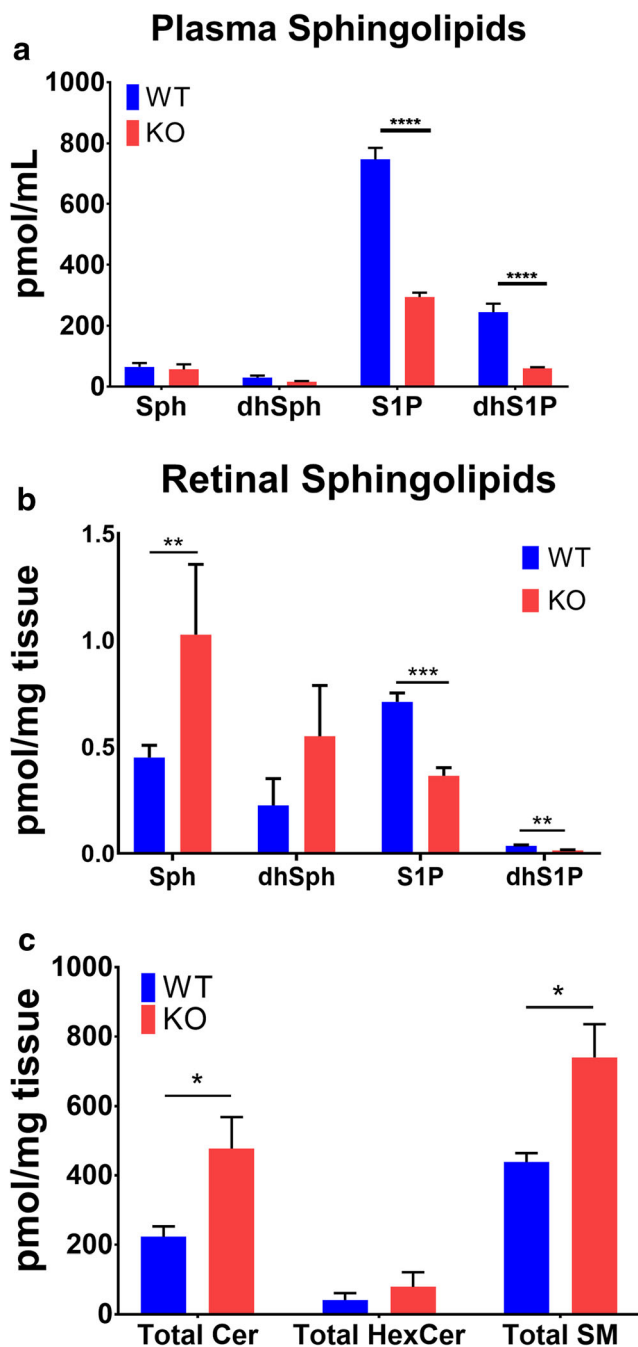 Plasma Sphingolipids
a
1000
WT
KO
800
600
400
200
0
pmol/mL
****
****
Sph dhSph S1P dhS1P
Retinal Sphingolipids
b
1.5
WT
KO
1.0
0.5
0.0
pmol/mg tissue
**
***
**
Sph dhSph S1P dhS1P
c
1000
WT
KO
800
600
400
200
0
pmol/mg tissue
*
*
Total Cer Total HexCer Total SM